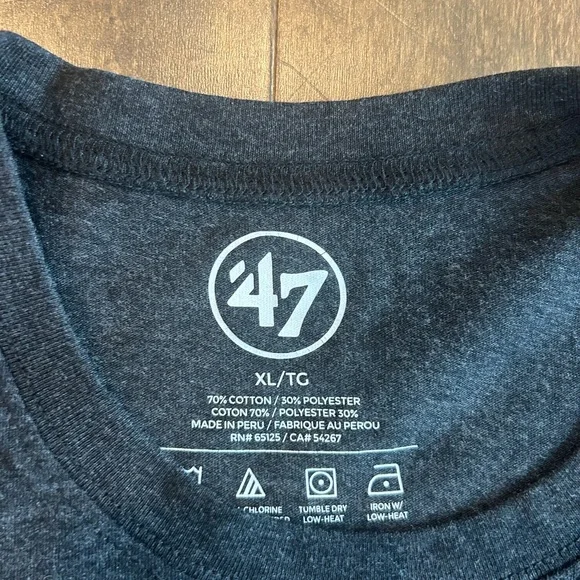 '47
XL/TG
70% COTTON / 30% POLYESTER
COTON 70% / POLYESTER 30%
MADE IN PERU / FABRIQUE AU PEROU
RN# 65125 / CA# 54267
CHLORINE TUMBLE DRY IRON W/
LOW-HEAT LOW-HEAT